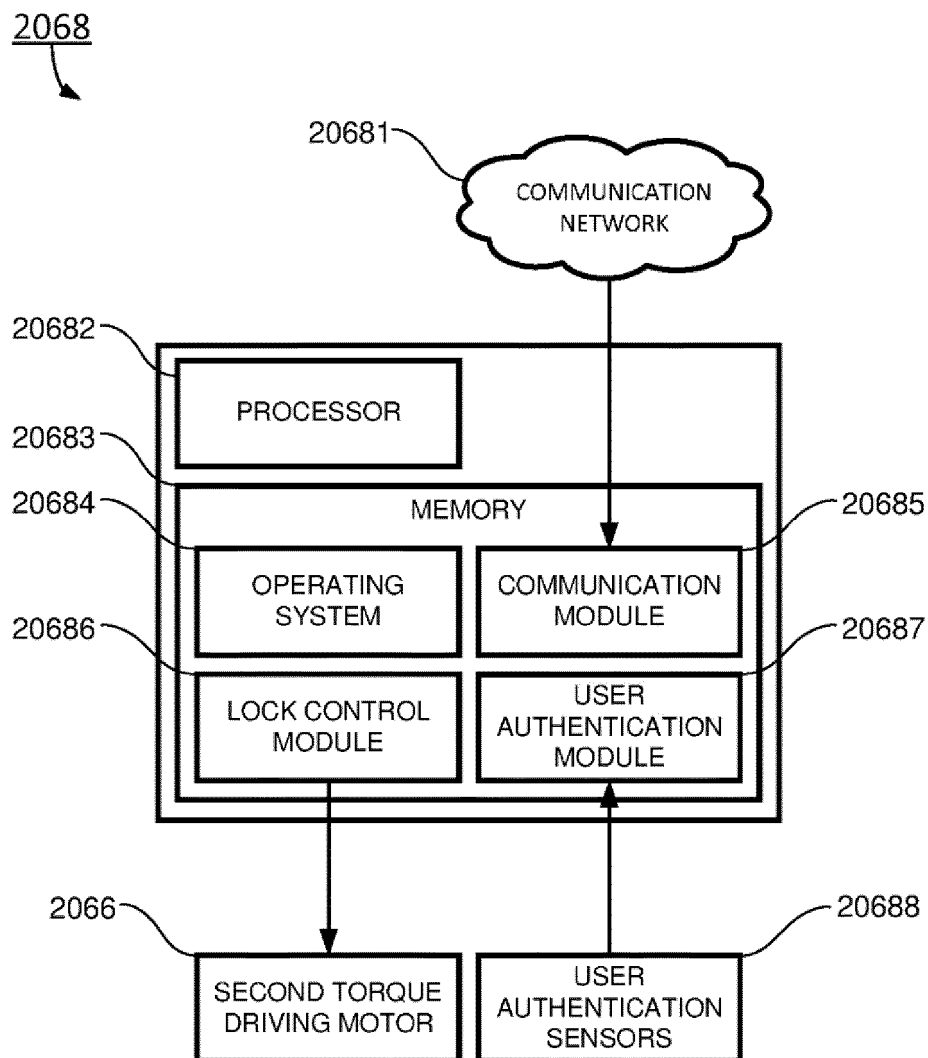 2068
20681
COMMUNICATION
NETWORK
20682
PROCESSOR
20683
MEMORY
20684
20685
OPERATING
SYSTEM
COMMUNICATION
MODULE
20686
20687
LOCK CONTROL
MODULE
USER
AUTHENTICATION
MODULE
2066
20688
SECOND TORQUE
DRIVING MOTOR
USER
AUTHENTICATION
SENSORS